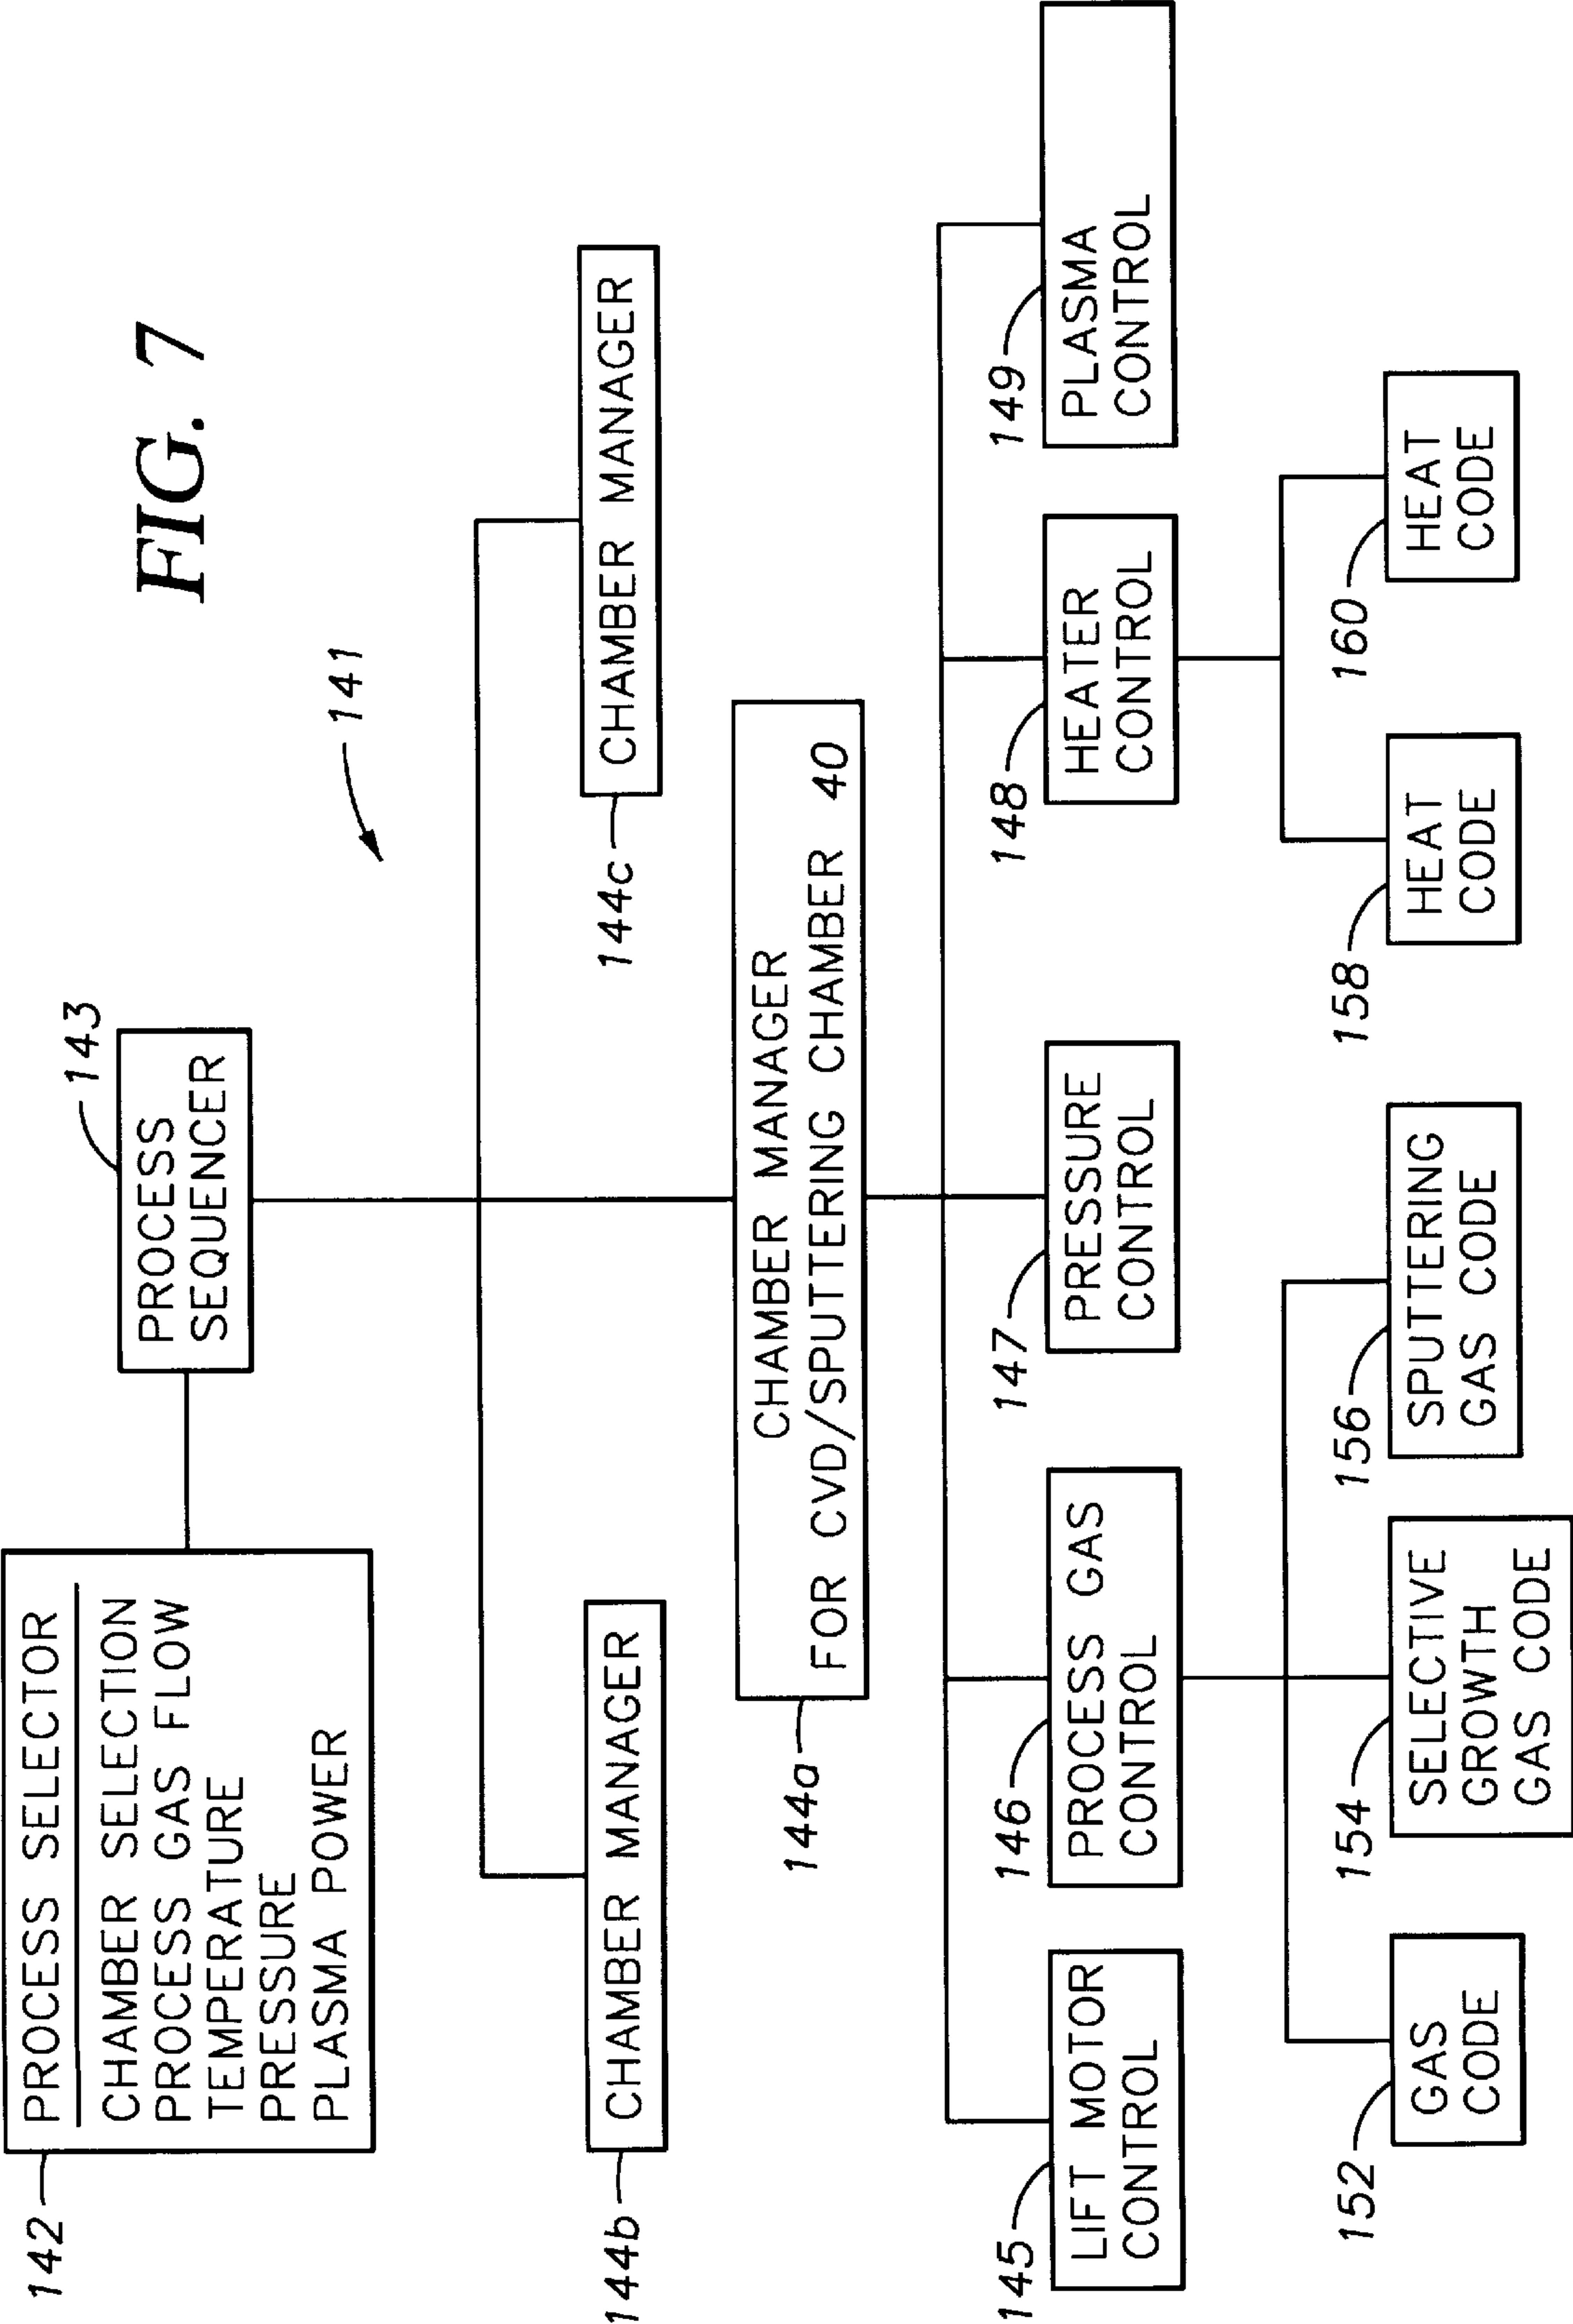 FIG. 7
141
142
PROCESS SELECTOR
CHAMBER SELECTION
PROCESS GAS FLOW
TEMPERATURE
PRESSURE
PLASMA POWER
143
PROCESS
SEQUENCER
144b
CHAMBER MANAGER
144c
CHAMBER MANAGER
144a
CHAMBER MANAGER
FOR CVD/SPUTTERING CHAMBER 40
145
LIFT MOTOR
CONTROL
146
PROCESS GAS
CONTROL
147
PRESSURE
CONTROL
148
HEATER
CONTROL
149
PLASMA
CONTROL
152
GAS
CODE
154
SELECTIVE
GROWTH
GAS CODE
156
SPUTTERING
GAS CODE
158
HEAT
CODE
160
HEAT
CODE